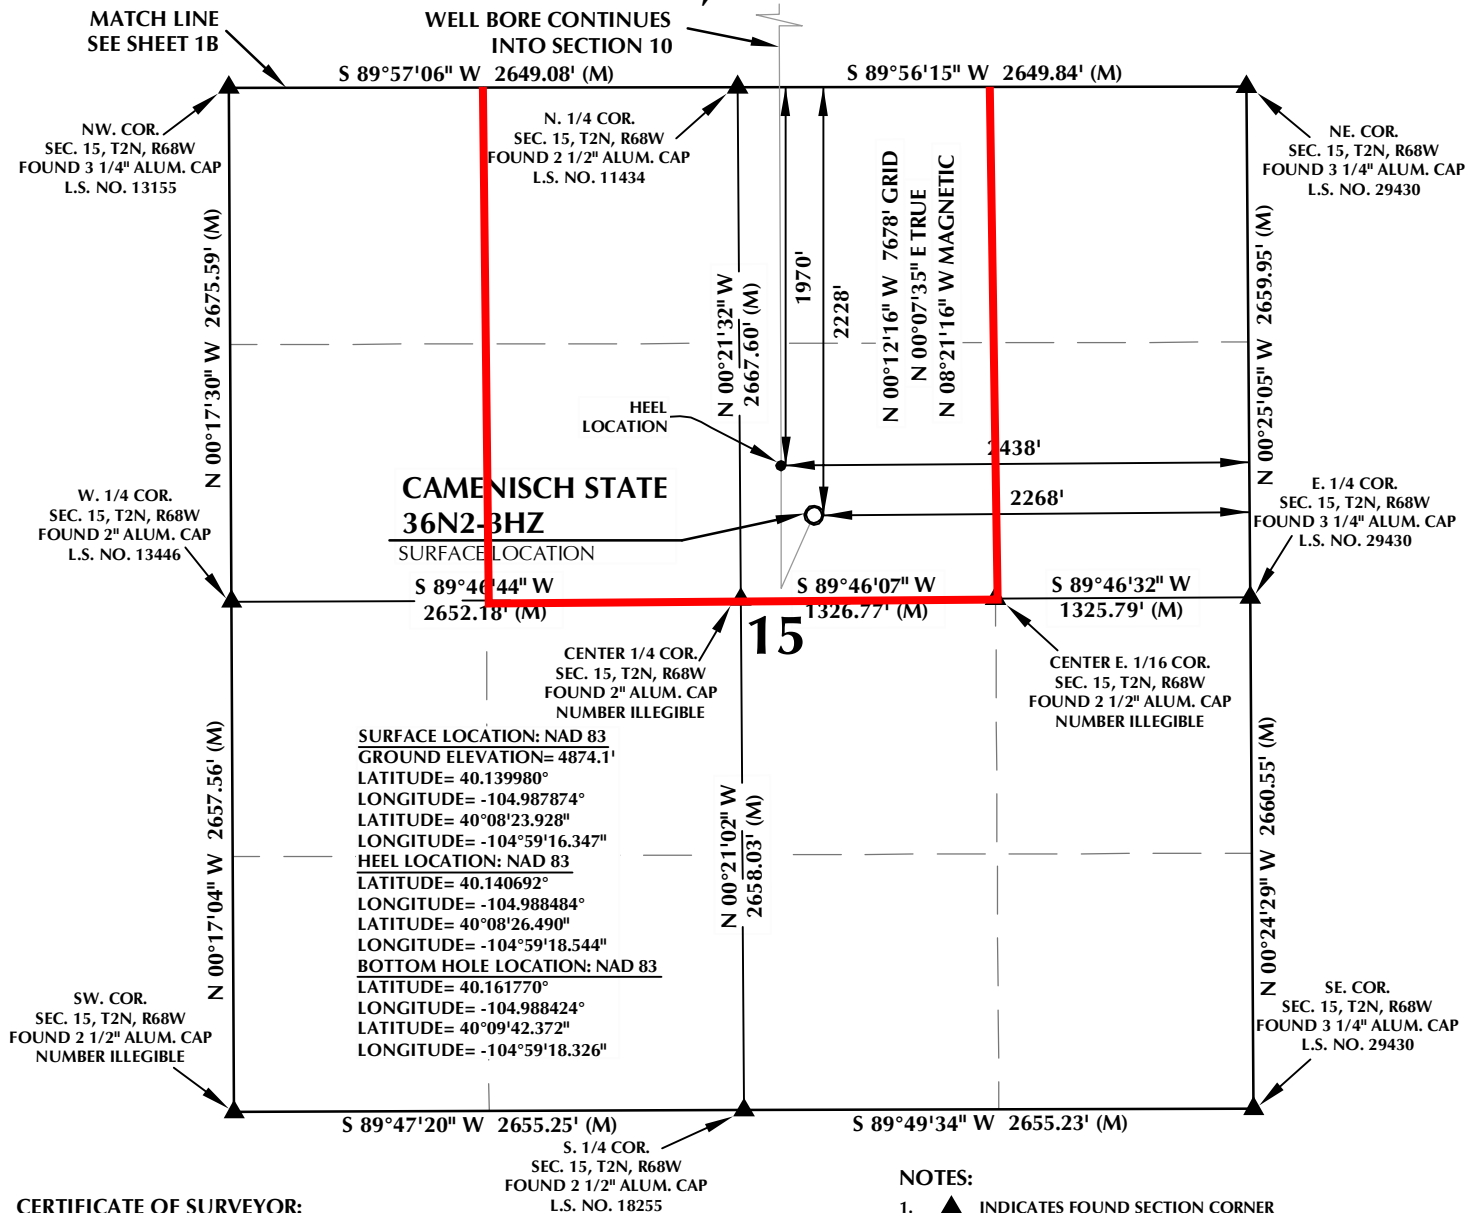 MATCH LINE
SEE SHEET 1B
WELL BORE CONTINUES
INTO SECTION 10
S 89°57'06" W 2649.08' (M)
S 89°56'15" W 2649.84' (M)
NW. COR.
SEC. 15, T2N, R68W
FOUND 3 1/4" ALUM. CAP
L.S. NO. 13155
N. 1/4 COR.
SEC. 15, T2N, R68W
FOUND 2 1/2" ALUM. CAP
L.S. NO. 11434
NE. COR.
SEC. 15, T2N, R68W
FOUND 3 1/4" ALUM. CAP
L.S. NO. 29430
N 00°17'30" W 2675.59' (M)
N 00°21'32" W
2667.60' (M)
1970'
2228'
N 00°12'16" W 7678' GRID
N 00°07'35" E TRUE
N 08°21'16" W MAGNETIC
N 00°25'05" W 2659.95' (M)
HEEL
LOCATION
2438'
2268'
CAMENISCH STATE
36N2-3HZ
SURFACE LOCATION
W. 1/4 COR.
SEC. 15, T2N, R68W
FOUND 2" ALUM. CAP
L.S. NO. 13446
E. 1/4 COR.
SEC. 15, T2N, R68W
FOUND 3 1/4" ALUM. CAP
L.S. NO. 29430
S 89°46'44" W
2652.18' (M)
S 89°46'07" W
1326.77' (M)
S 89°46'32" W
1325.79' (M)
15
CENTER 1/4 COR.
SEC. 15, T2N, R68W
FOUND 2" ALUM. CAP
NUMBER ILLEGIBLE
CENTER E. 1/16 COR.
SEC. 15, T2N, R68W
FOUND 2 1/2" ALUM. CAP
NUMBER ILLEGIBLE
SURFACE LOCATION: NAD 83
GROUND ELEVATION= 4874.1'
LATITUDE= 40.139980°
LONGITUDE= -104.987874°
LATITUDE= 40°08'23.928"
LONGITUDE= -104°59'16.347"
HEEL LOCATION: NAD 83
LATITUDE= 40.140692°
LONGITUDE= -104.988484°
LATITUDE= 40°08'26.490"
LONGITUDE= -104°59'18.544"
BOTTOM HOLE LOCATION: NAD 83
LATITUDE= 40.161770°
LONGITUDE= -104.988424°
LATITUDE= 40°09'42.372"
LONGITUDE= -104°59'18.326"
N 00°17'04" W 2657.56' (M)
N 00°21'02" W
2658.03' (M)
N 00°24'29" W 2660.55' (M)
SW. COR.
SEC. 15, T2N, R68W
FOUND 2 1/2" ALUM. CAP
NUMBER ILLEGIBLE
SE. COR.
SEC. 15, T2N, R68W
FOUND 3 1/4" ALUM. CAP
L.S. NO. 29430
S 89°47'20" W 2655.25' (M)
S 89°49'34" W 2655.23' (M)
S. 1/4 COR.
SEC. 15, T2N, R68W
FOUND 2 1/2" ALUM. CAP
L.S. NO. 18255
CERTIFICATE OF SURVEYOR:
NOTES:
1. ▲ INDICATES FOUND SECTION CORNER